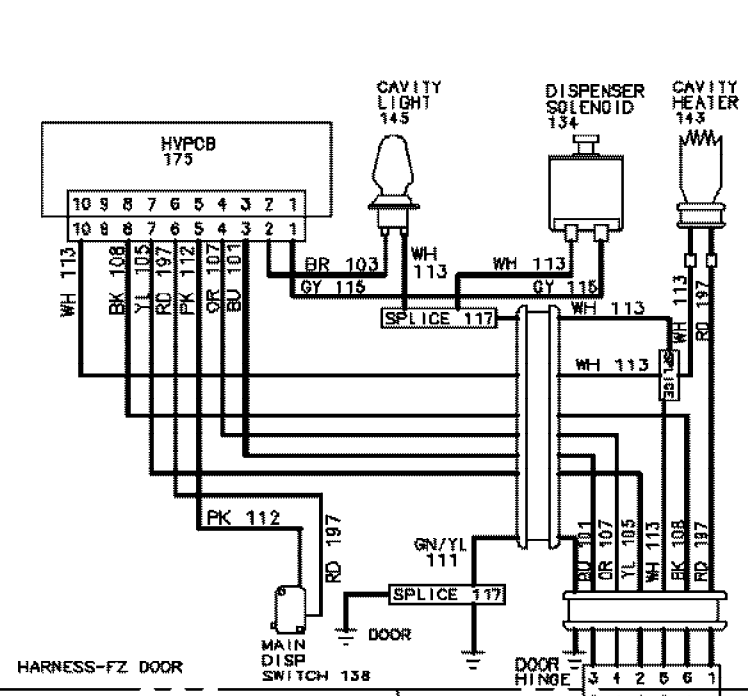 CAVITY
LIGHT
145
DISPENSER
SOLENOID
134
CAVITY
HEATER
143
HVPCB
175
10 9 8 7 6 5 4 3 2 1
10 9 8 7 6 5 4 3 2 1
WH 113
BK 108
YL 105
RD 197
PK 112
OR 107
BU 101
BR 103
GY 115
WH
113
WH 113
GY 115
SPLICE 117
WH 113
WH 113
WH 113
RD 197
SPLICE
PK 112
RD 197
GN/YL
111
SPLICE 117
BU 101
OR 107
YL 105
WH 113
BK 108
RD 197
MAIN
DISP
SWITCH 138
DOOR
DOOR
HINGE
3 4 2 5 6 1
HARNESS-FZ DOOR